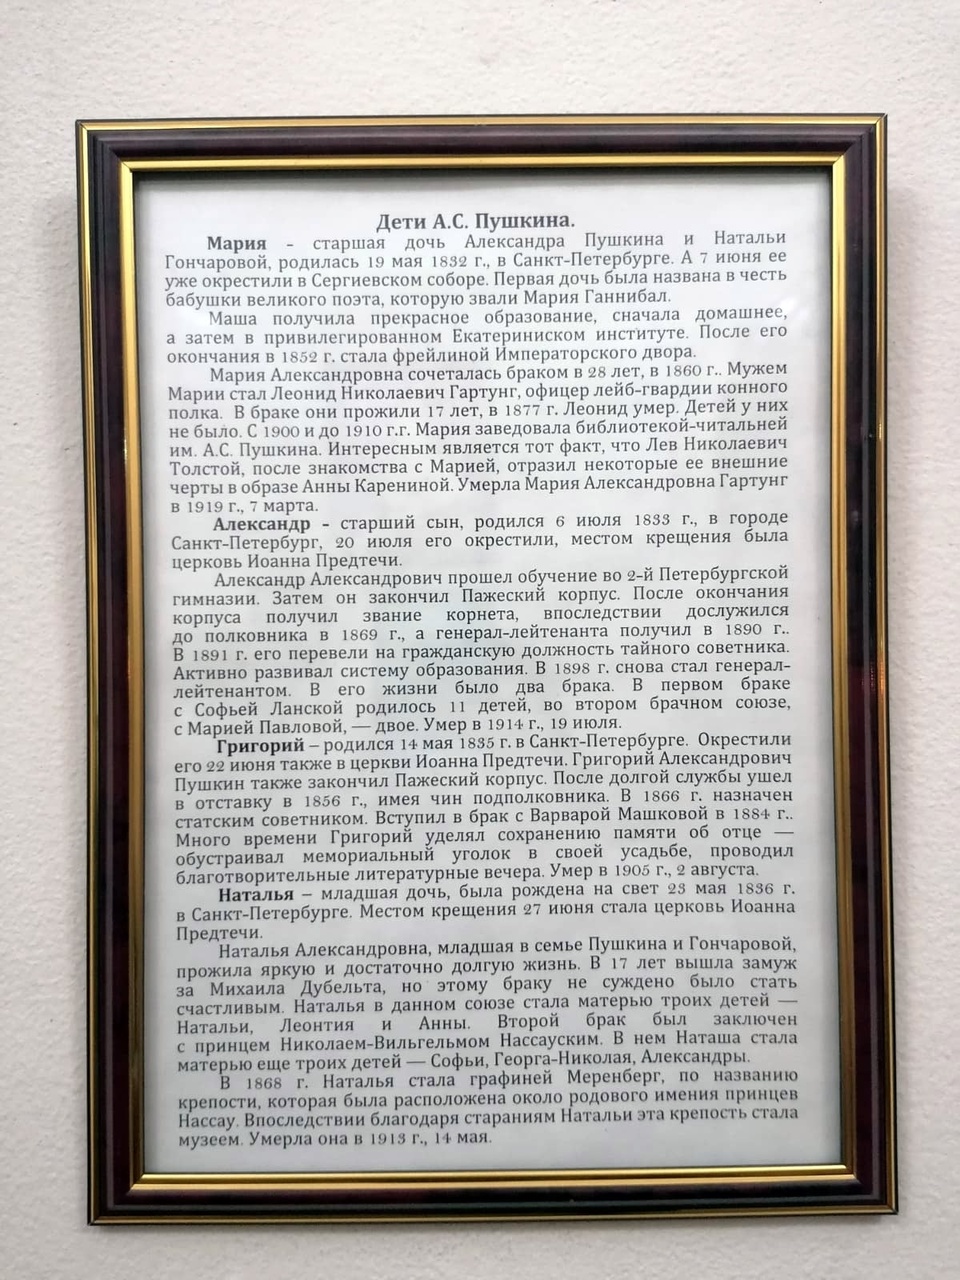 Дети А.С. Пушкина.
Мария - старшая дочь Александра Пушкина и Натальи
Гончаровой, родилась 19 мая 1832 г., в Санкт-Петербурге. А 7 июня ее
уже окрестили в Сергиевском соборе. Первая дочь была названа в честь
бабушки великого поэта, которую звали Мария Ганнибал.
Маша получила прекрасное образование, сначала домашнее,
а затем в привилегированном Екатериниском институте. После его
окончания в 1852 г. стала фрейлиной Императорского двора.
Мария Александровна сочеталась браком в 28 лет, в 1860 г.. Мужем
Марии стал Леонид Николаевич Гартунг, офицер лейб-гвардии конного
полка. В браке они прожили 17 лет, в 1877 г. Леонид умер. Детей у них
не было. С 1900 и до 1910 г.г. Мария заведовала библиотекой-читальней
им. А.С. Пушкина. Интересным является тот факт, что Лев Николаевич
Толстой, после знакомства с Марией, отразил некоторые ее внешние
черты в образе Анны Карениной. Умерла Мария Александровна Гартунг
в 1919 г., 7 марта.
Александр - старший сын, родился 6 июля 1833 г., в городе
Санкт-Петербург, 20 июля его окрестили, местом крещения была
церковь Иоанна Предтечи.
Александр Александрович прошел обучение во 2-й Петербургской
гимназии. Затем он закончил Пажеский корпус. После окончания
корпуса получил звание корнета, впоследствии дослужился
до полковника в 1869 г., а генерал-лейтенанта получил в 1890 г..
В 1891 г. его перевели на гражданскую должность тайного советника.
Активно развивал систему образования. В 1898 г. снова стал генерал-
лейтенантом. В его жизни было два брака. В первом браке
с Софьей Ланской родилось 11 детей, во втором брачном союзе,
с Марией Павловой, — двое. Умер в 1914 г., 19 июля.
Григорий – родился 14 мая 1835 г. в Санкт-Петербурге. Окрестили
его 22 июня также в церкви Иоанна Предтечи. Григорий Александрович
Пушкин также закончил Пажеский корпус. После долгой службы ушел
в отставку в 1856 г., имея чин подполковника. В 1866 г. назначен
статским советником. Вступил в брак с Варварой Машковой в 1884 г..
Много времени Григорий уделял сохранению памяти об отце —
обустраивал мемориальный уголок в своей усадьбе, проводил
благотворительные литературные вечера. Умер в 1905 г., 2 августа.
Наталья – младшая дочь, была рождена на свет 23 мая 1836 г.
в Санкт-Петербурге. Местом крещения 27 июня стала церковь Иоанна
Предтечи.
Наталья Александровна, младшая в семье Пушкина и Гончаровой,
прожила яркую и достаточно долгую жизнь. В 17 лет вышла замуж
за Михаила Дубельта, но этому браку не суждено было стать
счастливым. Наталья в данном союзе стала матерью троих детей —
Натальи, Леонтия и Анны. Второй брак был заключен
с принцем Николаем-Вильгельмом Нассауским. В нем Наташа стала
матерью еще троих детей — Софьи, Георга-Николая, Александры.
В 1868 г. Наталья стала графиней Меренберг, по названию
крепости, которая была расположена около родового имения принцев
Нассау. Впоследствии благодаря стараниям Натальи эта крепость стала
музеем. Умерла она в 1913 г., 14 мая.